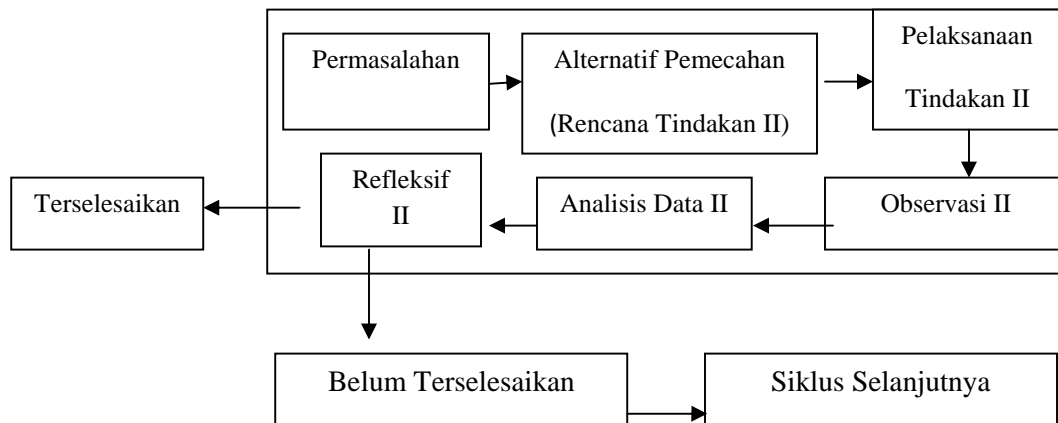 Permasalahan
Alternatif Pemecahan
(Rencana Tindakan II)
Pelaksanaan
Tindakan II
Terselesaikan
Refleksif
II
Analisis Data II
Observasi II
Belum Terselesaikan
Siklus Selanjutnya